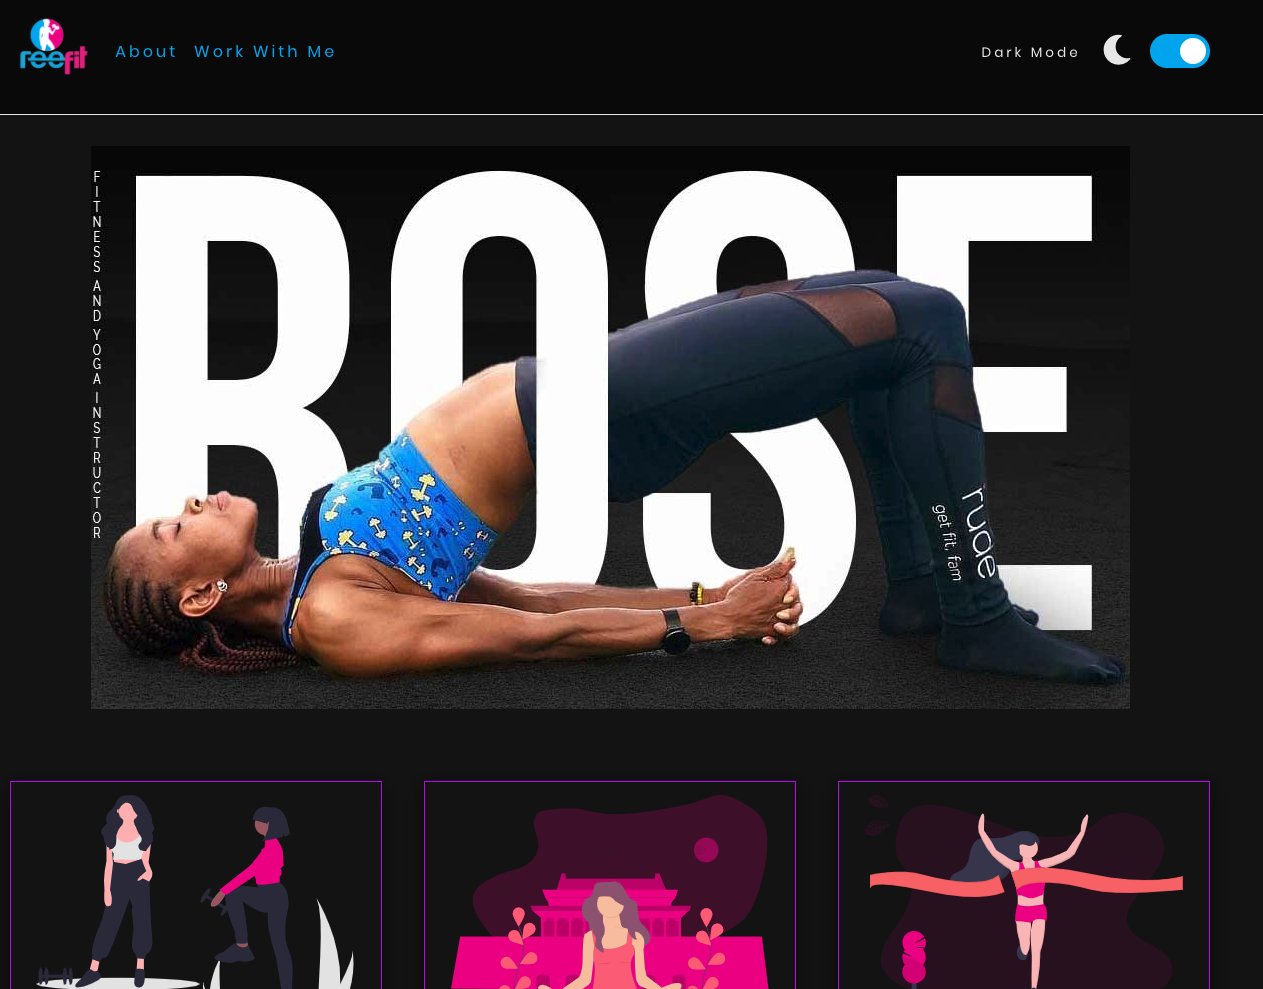 reefit
About Work With Me
Dark Mode
FITNESS AND YOGA INSTRUCTOR
ROSE
rude
get fit. fam